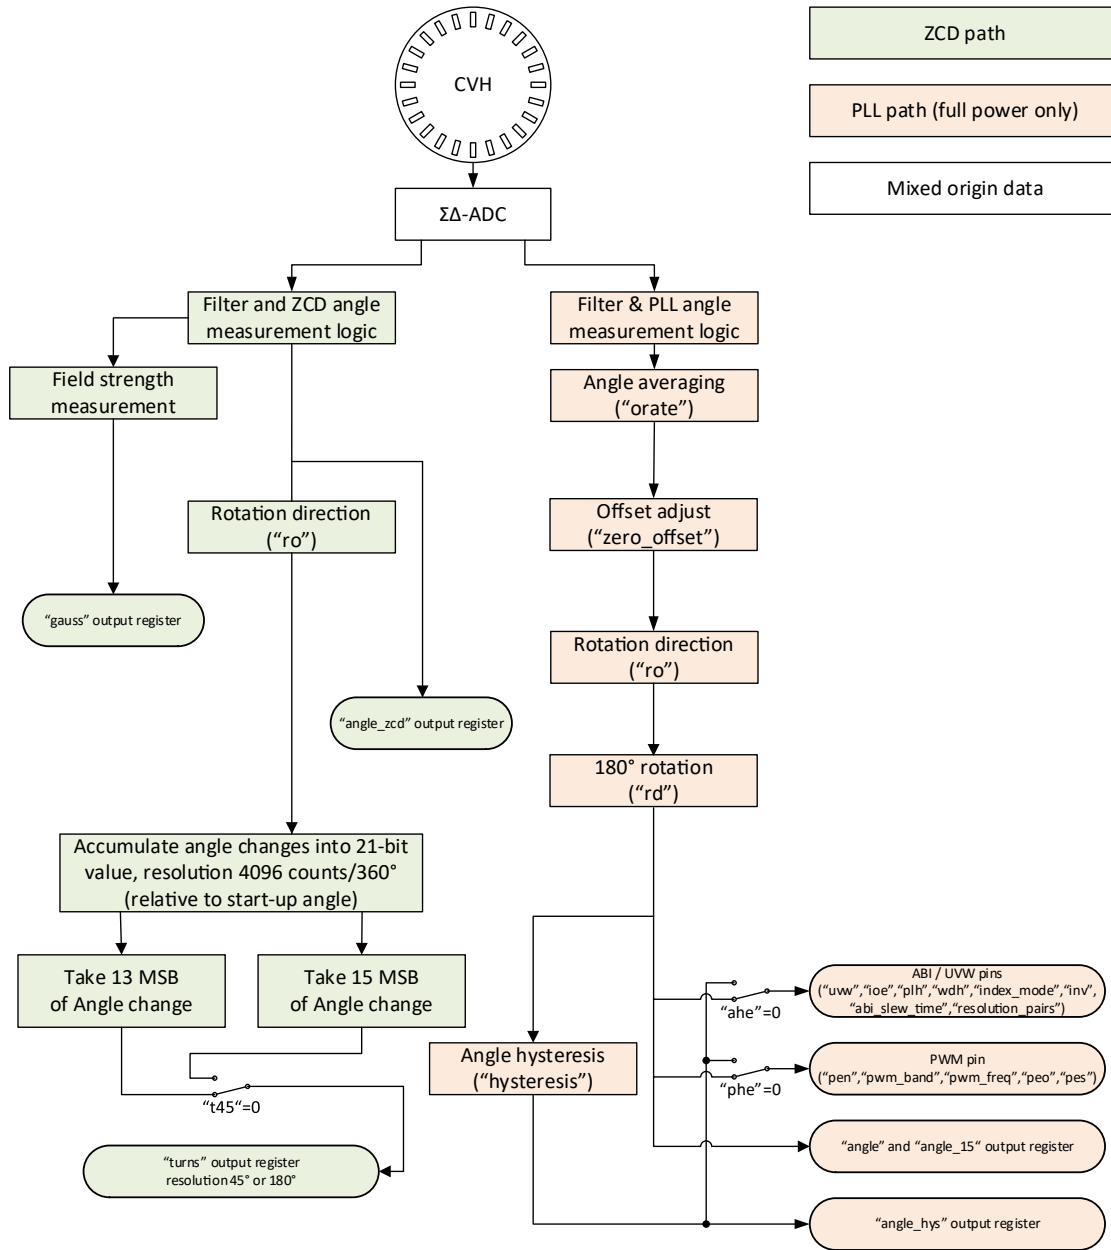 CVH
ZCD path
PLL path (full power only)
Mixed origin data
ΣΔ-ADC
Filter and ZCD angle
measurement logic
Filter & PLL angle
measurement logic
Field strength
measurement
Angle averaging
(“orate”)
Rotation direction
(“ro”)
Offset adjust
(“zero_offset”)
“gauss” output register
Rotation direction
(“ro”)
“angle_zcd” output register
180° rotation
(“rd”)
Accumulate angle changes into 21-bit
value, resolution 4096 counts/360°
(relative to start-up angle)
Take 13 MSB
of Angle change
Take 15 MSB
of Angle change
“t45“=0
“turns” output register
resolution 45° or 180°
Angle hysteresis
(“hysteresis”)
“ahe”=0
ABI / UVW pins
(“uvw”,“ioe”,“plh”,“wdh”,“index_mode”,“inv”,
“abi_slew_time”,“resolution_pairs”)
“phe”=0
PWM pin
(“pen”,“pwm_band”,“pwm_freq”,“peo”,“pes”)
“angle” and “angle_15“ output register
“angle_hys” output register